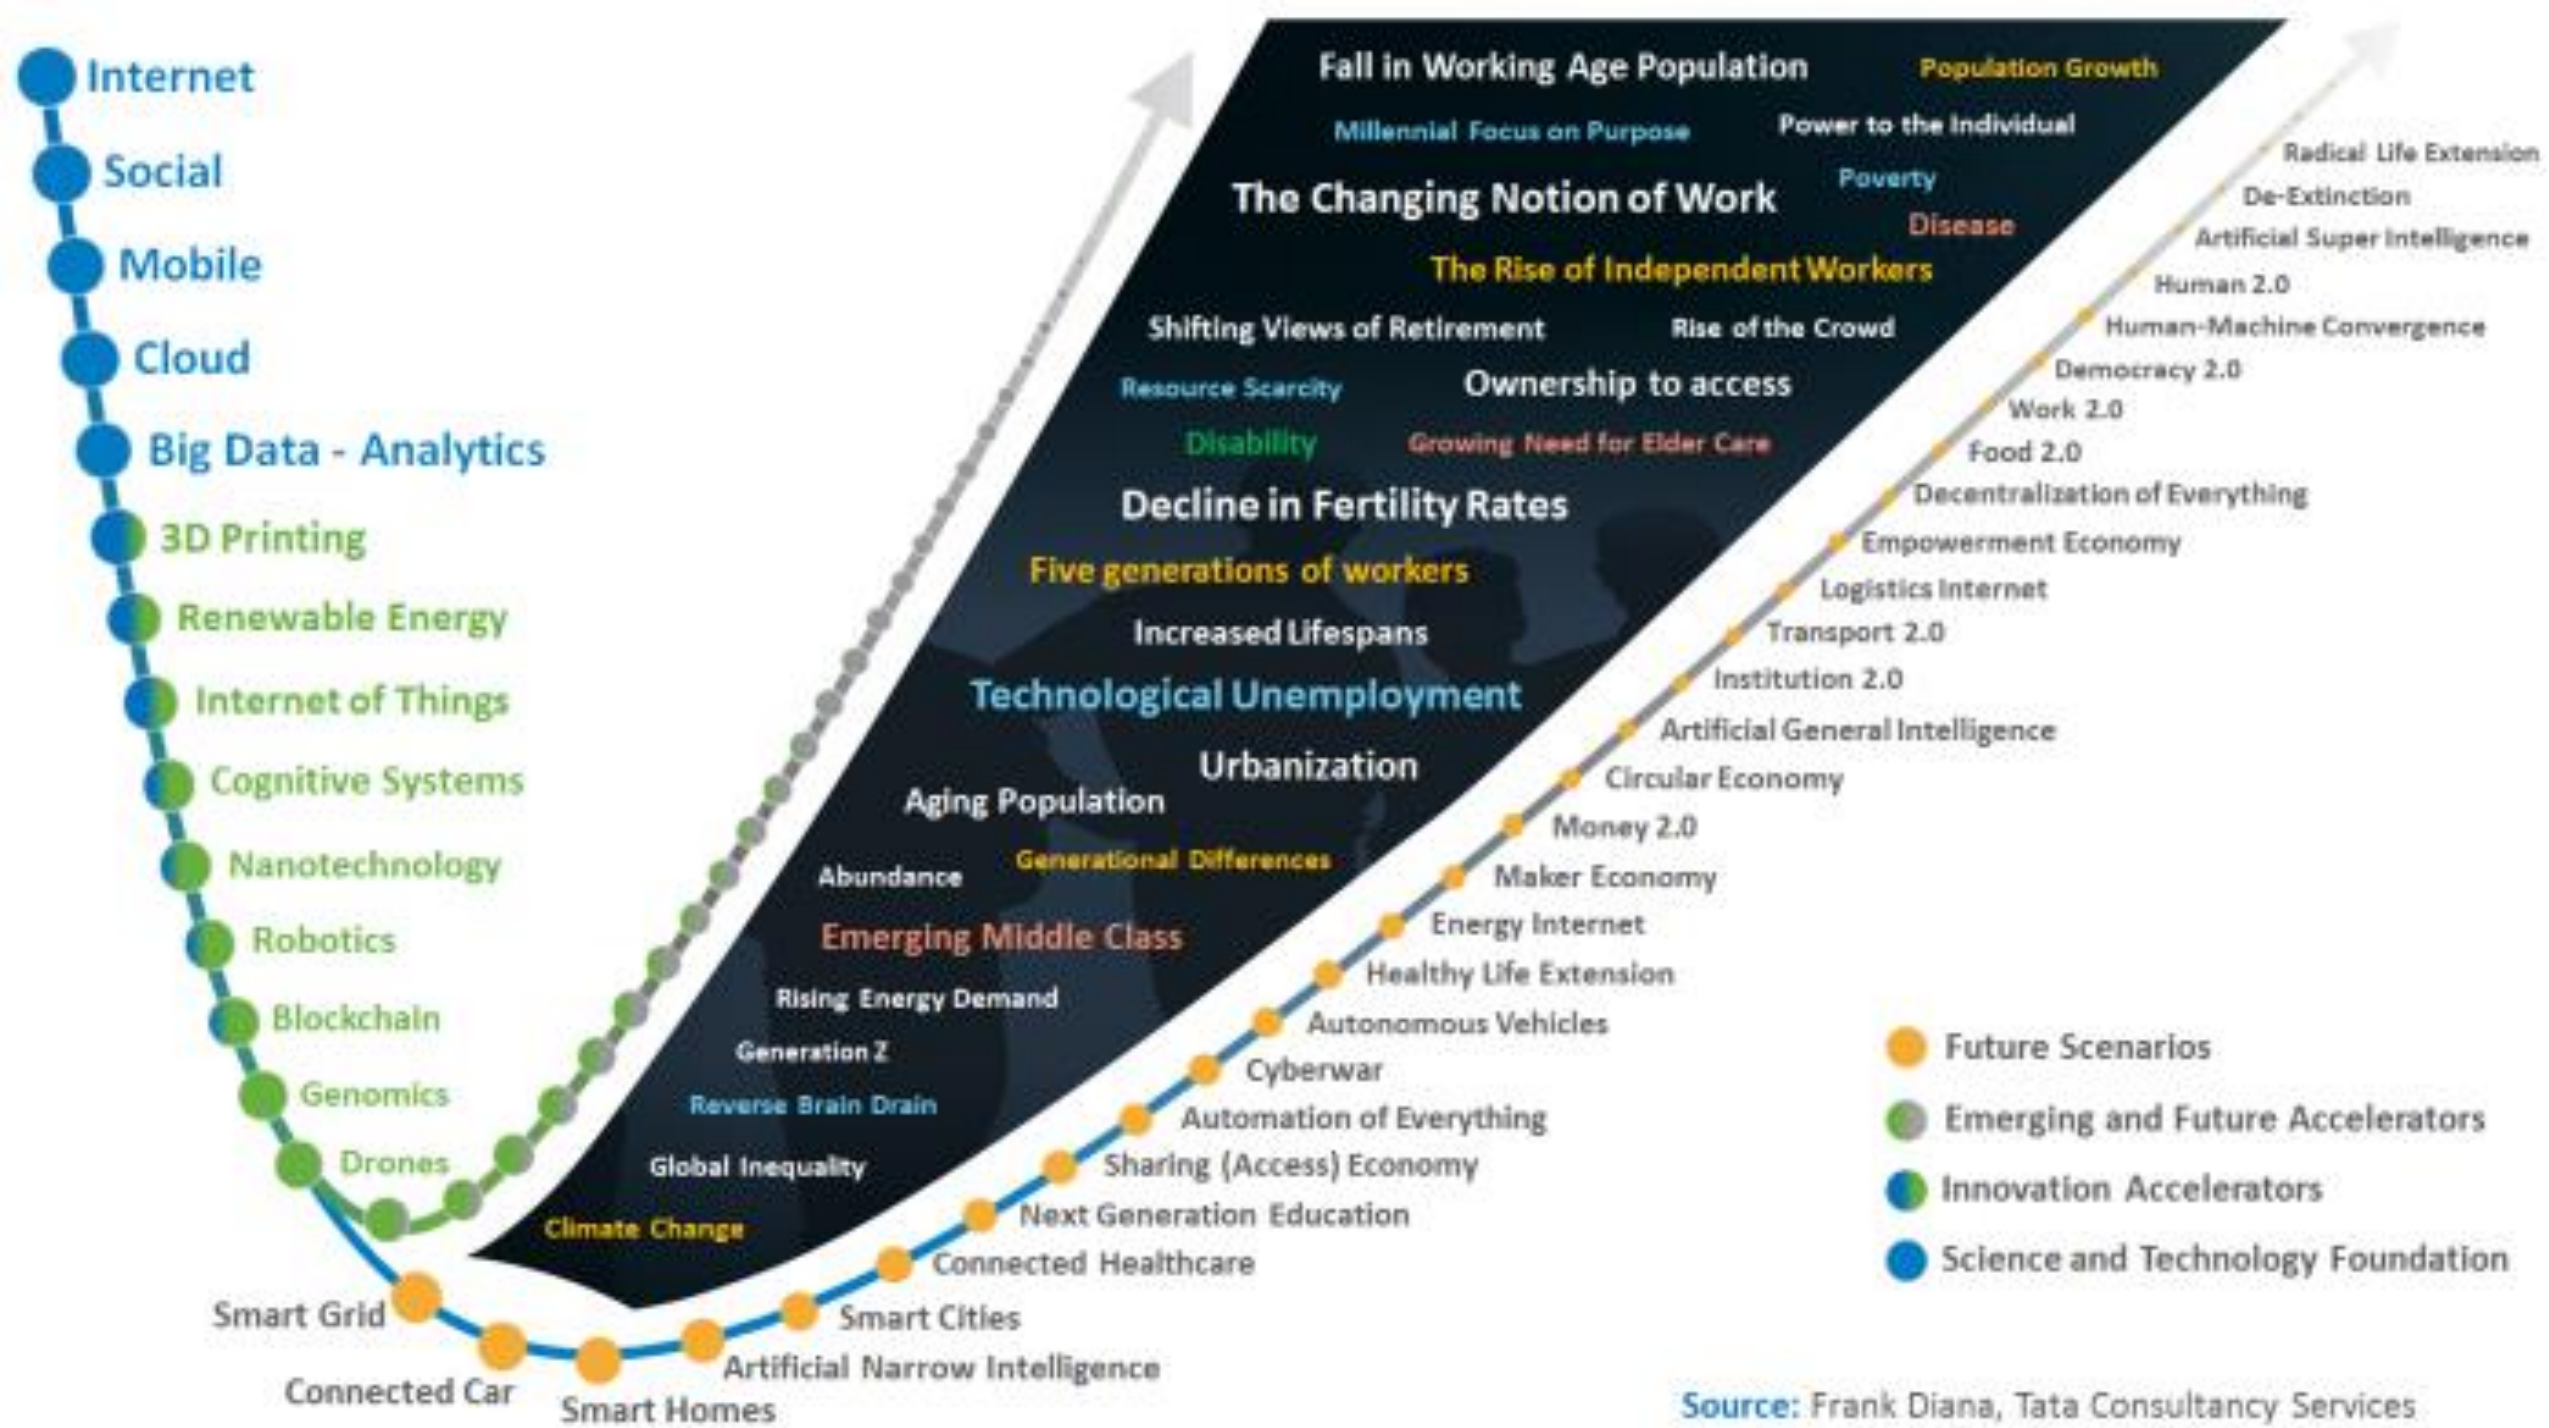 Internet
Social
Mobile
Cloud
Big Data - Analytics
3D Printing
Renewable Energy
Internet of Things
Cognitive Systems
Nanotechnology
Robotics
Blockchain
Genomics
Drones
Fall in Working Age Population
Population Growth
Millennial Focus on Purpose
Power to the Individual
The Changing Notion of Work
Poverty
Disease
The Rise of Independent Workers
Shifting Views of Retirement
Rise of the Crowd
Resource Scarcity
Ownership to access
Disability
Growing Need for Elder Care
Decline in Fertility Rates
Five generations of workers
Increased Lifespans
Technological Unemployment
Urbanization
Aging Population
Generational Differences
Abundance
Emerging Middle Class
Rising Energy Demand
Generation Z
Reverse Brain Drain
Global Inequality
Climate Change
Radical Life Extension
De-Extinction
Artificial Super Intelligence
Human 2.0
Human-Machine Convergence
Democracy 2.0
Work 2.0
Food 2.0
Decentralization of Everything
Empowerment Economy
Logistics Internet
Transport 2.0
Institution 2.0
Artificial General Intelligence
Circular Economy
Money 2.0
Maker Economy
Energy Internet
Healthy Life Extension
Autonomous Vehicles
Cyberwar
Automation of Everything
Sharing (Access) Economy
Next Generation Education
Connected Healthcare
Smart Cities
Artificial Narrow Intelligence
Smart Homes
Connected Car
Smart Grid
Future Scenarios
Emerging and Future Accelerators
Innovation Accelerators
Science and Technology Foundation
Source: Frank Diana, Tata Consultancy Services